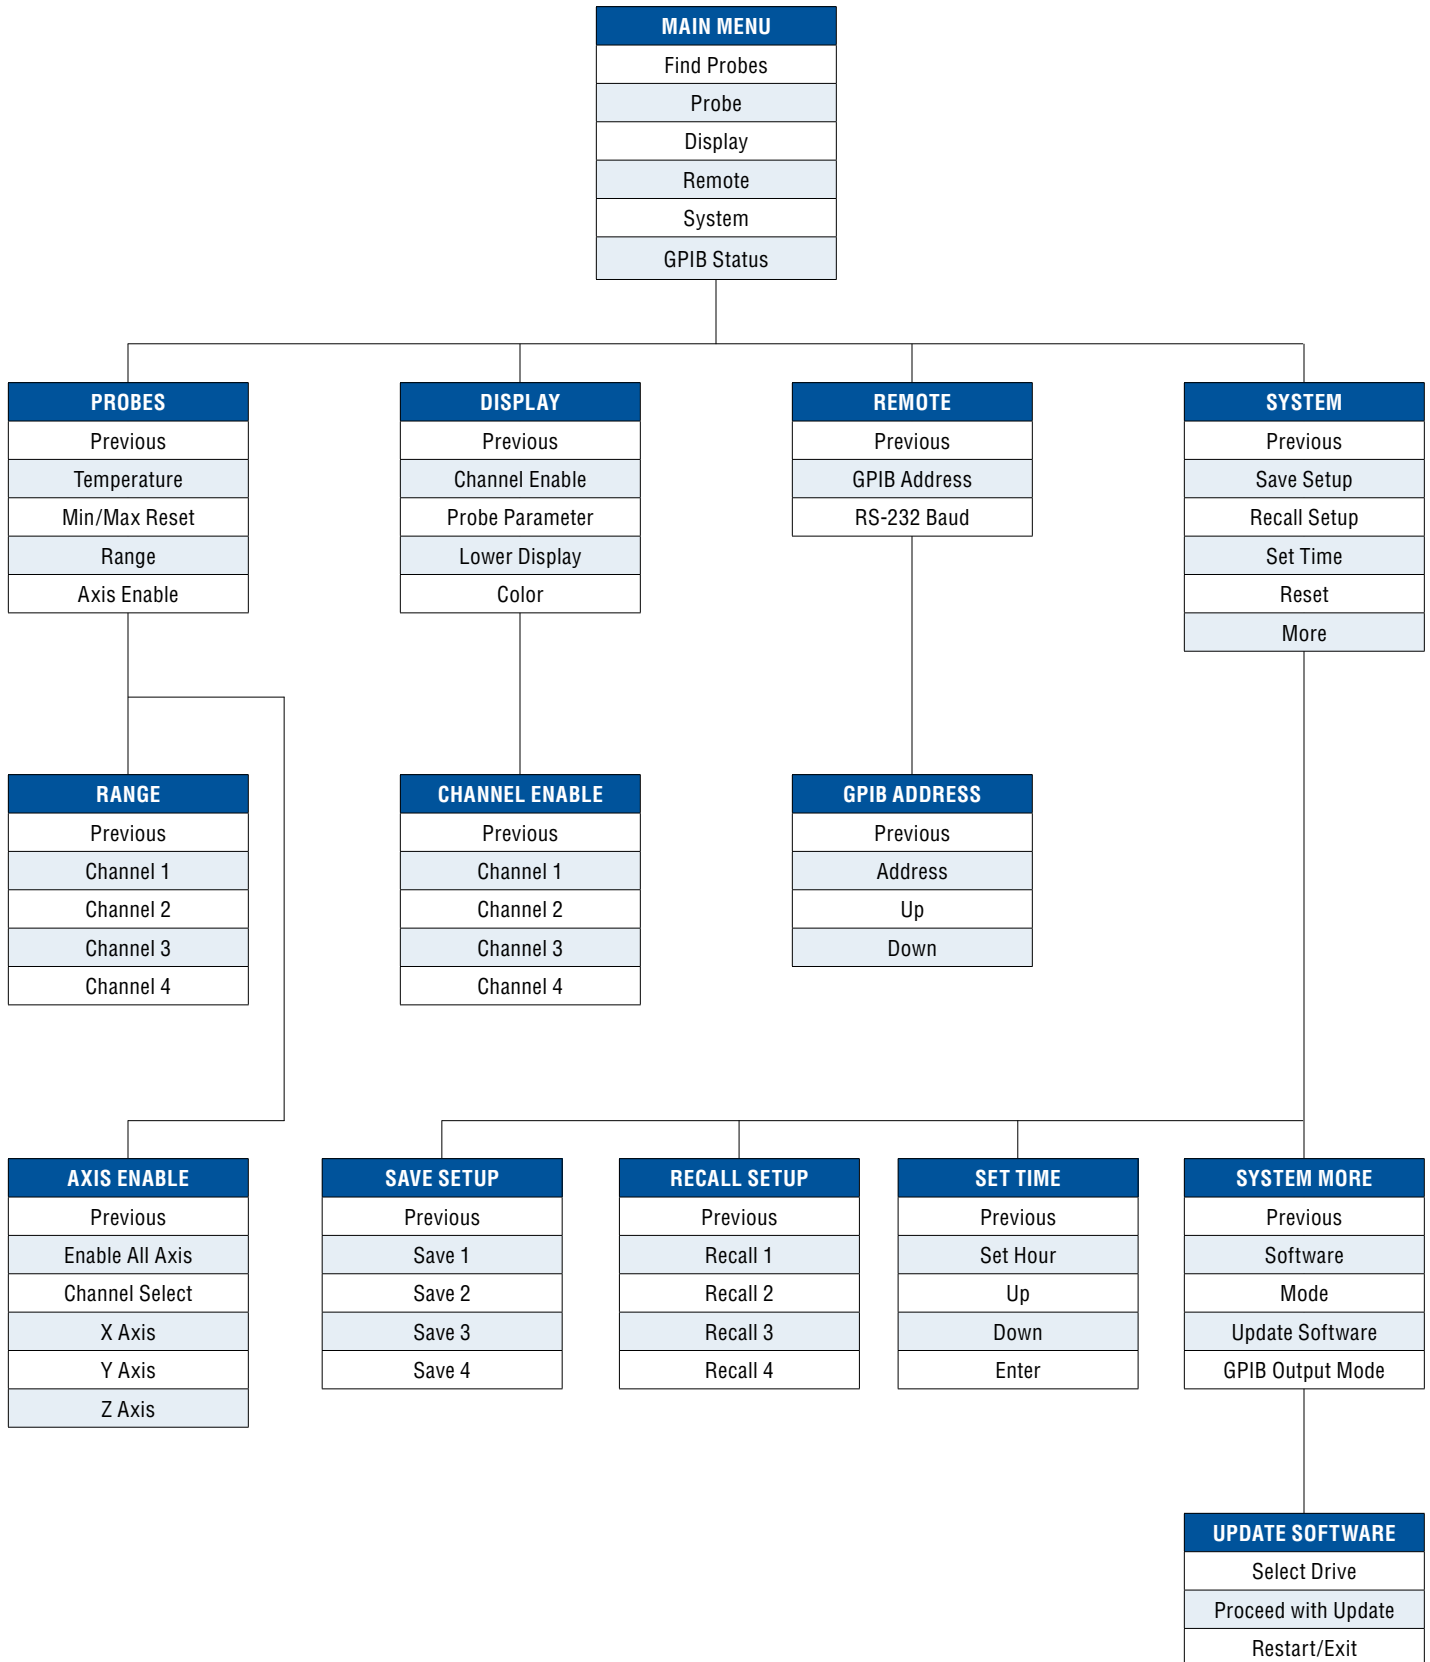 MAIN MENU
Find Probes
Probe
Display
Remote
System
GPIB Status
PROBES
Previous
Temperature
Min/Max Reset
Range
Axis Enable
DISPLAY
Previous
Channel Enable
Probe Parameter
Lower Display
Color
REMOTE
Previous
GPIB Address
RS-232 Baud
SYSTEM
Previous
Save Setup
Recall Setup
Set Time
Reset
More
RANGE
Previous
Channel 1
Channel 2
Channel 3
Channel 4
CHANNEL ENABLE
Previous
Channel 1
Channel 2
Channel 3
Channel 4
GPIB ADDRESS
Previous
Address
Up
Down
AXIS ENABLE
Previous
Enable All Axis
Channel Select
X Axis
Y Axis
Z Axis
SAVE SETUP
Previous
Save 1
Save 2
Save 3
Save 4
RECALL SETUP
Previous
Recall 1
Recall 2
Recall 3
Recall 4
SET TIME
Previous
Set Hour
Up
Down
Enter
SYSTEM MORE
Previous
Software
Mode
Update Software
GPIB Output Mode
UPDATE SOFTWARE
Select Drive
Proceed with Update
Restart/Exit